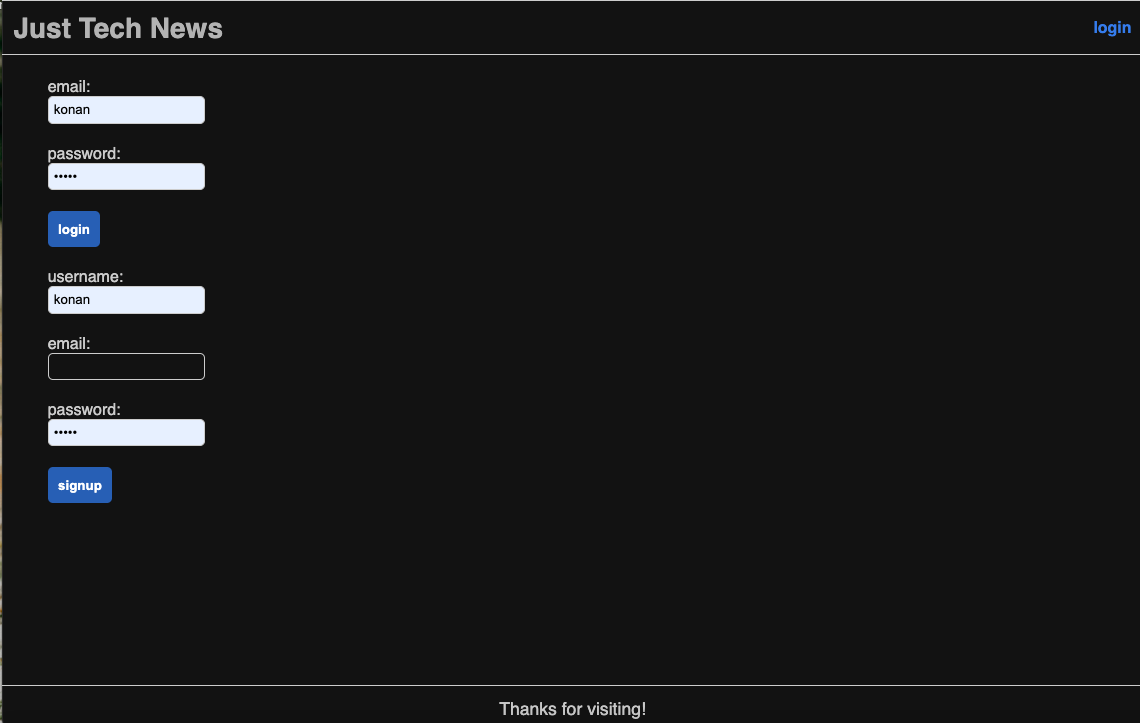 Just Tech News
login
email:
konan
password:
•••••
login
username:
konan
email:
password:
•••••
signup
Thanks for visiting!